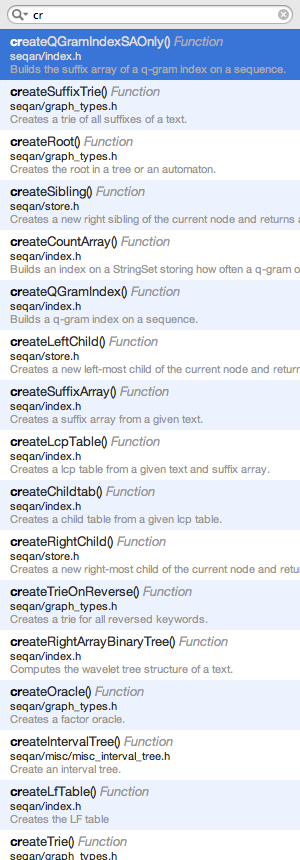 cr
createQGramIndexSAOnly() Function
seqan/index.h
Builds the suffix array of a q-gram index on a sequence.
createSuffixTrie() Function
seqan/graph_types.h
Creates a trie of all suffixes of a text.
createRoot() Function
seqan/graph_types.h
Creates the root in a tree or an automaton.
createSibling() Function
seqan/store.h
Creates a new right sibling of the current node and returns a
createCountArray() Function
seqan/index.h
Builds an index on a StringSet storing how often a q-gram o
createQGramIndex() Function
seqan/index.h
Builds a q-gram index on a sequence.
createLeftChild() Function
seqan/store.h
Creates a new left-most child of the current node and return
createSuffixArray() Function
seqan/index.h
Creates a suffix array from a given text.
createLcpTable() Function
seqan/index.h
Creates a lcp table from a given text and suffix array.
createChildtab() Function
seqan/index.h
Creates a child table from a given lcp table.
createRightChild() Function
seqan/store.h
Creates a new right-most child of the current node and retu
createTrieOnReverse() Function
seqan/graph_types.h
Creates a trie for all reversed keywords.
createRightArrayBinaryTree() Function
seqan/index.h
Computes the wavelet tree structure of a text.
createOracle() Function
seqan/graph_types.h
Creates a factor oracle.
createIntervalTree() Function
seqan/misc/misc_interval_tree.h
Create an interval tree.
createLfTable() Function
seqan/index.h
Creates the LF table
createTrie() Function
seqan/graph_types.h